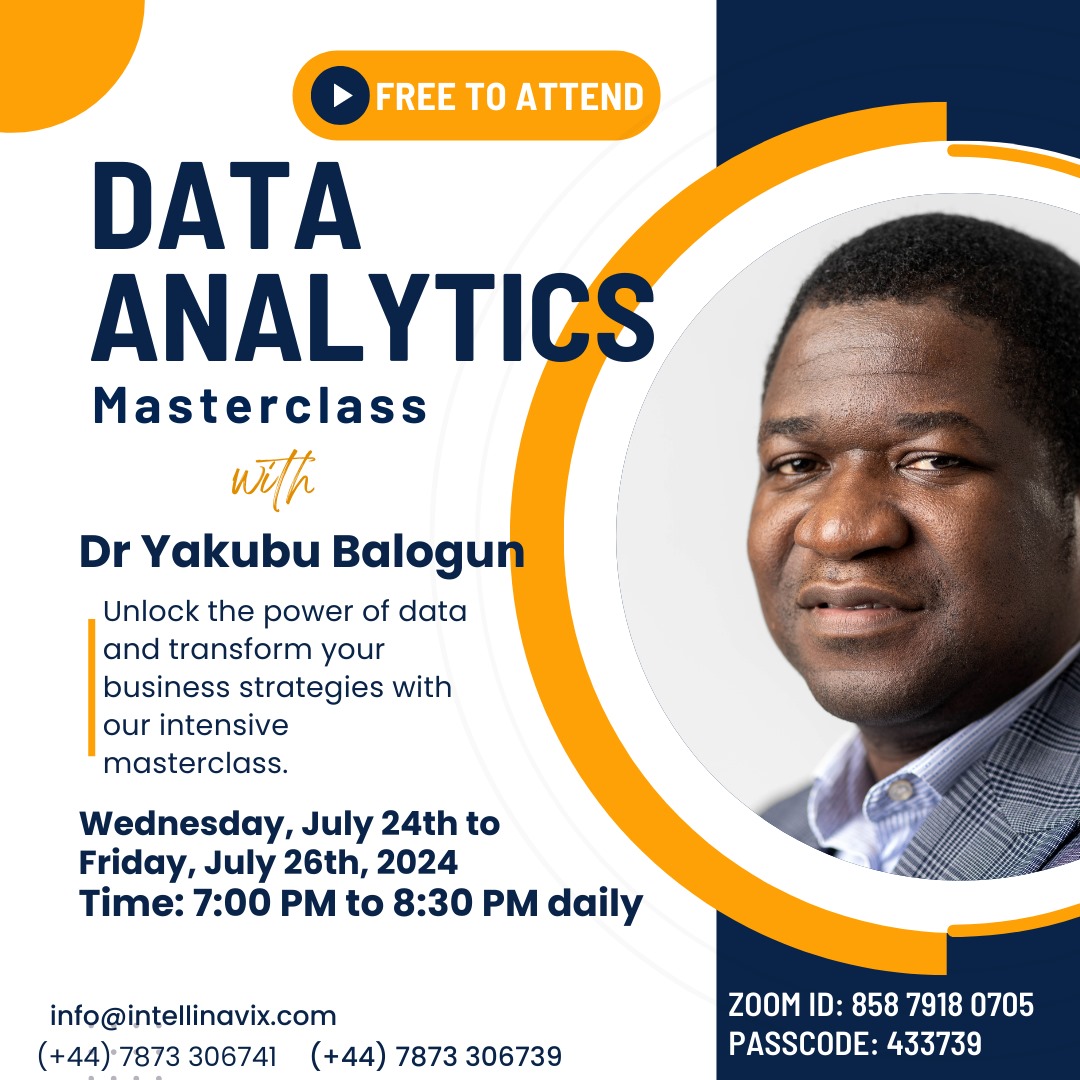 FREE TO ATTEND
DATA
ANALYTICS
Masterclass
with
Dr Yakubu Balogun
Unlock the power of data
and transform your
business strategies with
our intensive
masterclass.
Wednesday, July 24th to
Friday, July 26th, 2024
Time: 7:00 PM to 8:30 PM daily
info@intellinavix.com
(+44) 7873 306741 (+44) 7873 306739
ZOOM ID: 858 7918 0705
PASSCODE: 433739